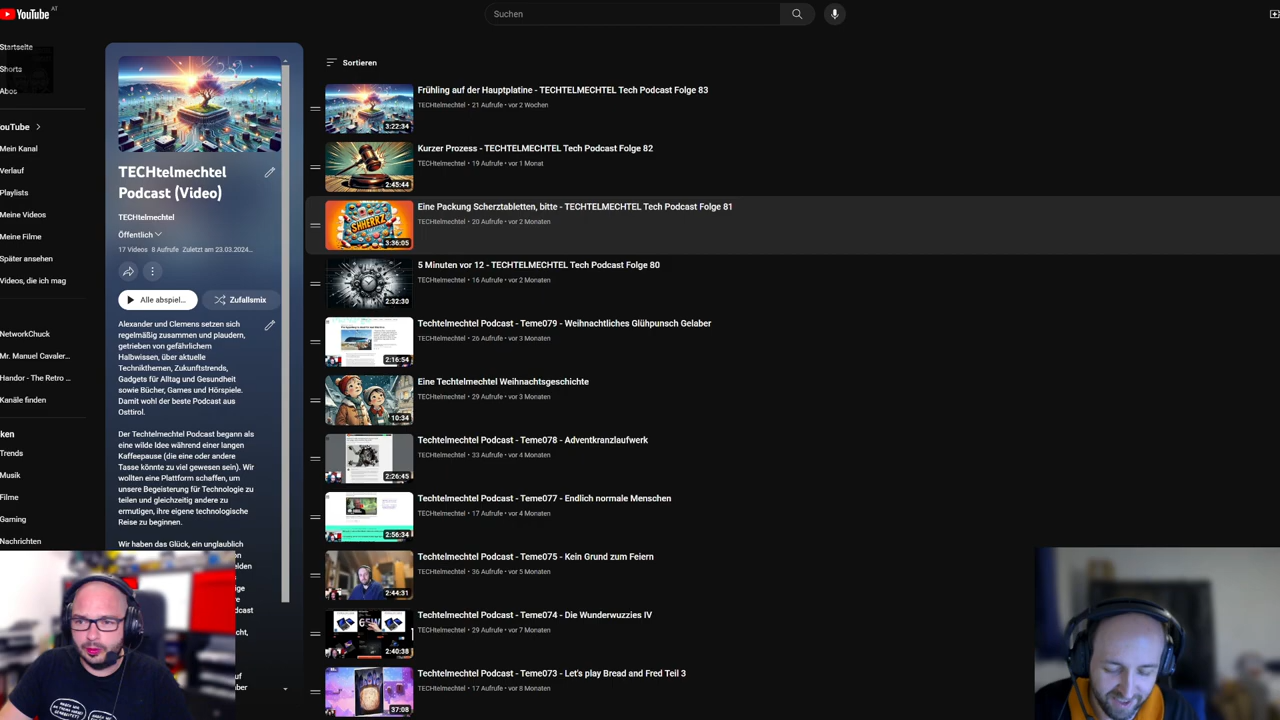 YouTube AT
Suchen
Startseite
Shorts
Abos
ouTube
Mein Kanal
Verlauf
Playlists
Meine Videos
Meine Filme
Später ansehen
Videos, die ich mag
NetworkChuck
Mr. Manuel Cavaler...
Handor - The Retro ...
Kanäle finden
ken
Trends
Musik
Filme
Gaming
Nachrichten
TECHtelmechtel
Podcast (Video)
TECHtelmechtel
Öffentlich
17 Videos 8 Aufrufe Zuletzt am 23.03.2024...
Alle abspiel...
Zufallsmix
Alexander und Clemens setzen sich
regelmäßig zusammen und plaudern,
getrieben von gefährlichem
Halbwissen, über aktuelle
Technikthemen, Zukunftstrends,
Gadgets für Alltag und Gesundheit
sowie Bücher, Games und Hörspiele.
Damit wohl der beste Podcast aus
Osttirol.
Der Techtelmechtel Podcast begann als
eine wilde Idee während einer langen
Kaffeepause (die eine oder andere
Tasse könnte zu viel gewesen sein). Wir
wollten eine Plattform schaffen, um
unsere Begeisterung für Technologie zu
teilen und gleichzeitig andere zu
ermutigen, ihre eigene technologische
Reise zu beginnen.
Wir haben das Glück, ein unglaublich
Sortieren
Frühling auf der Hauptplatine - TECHTELMECHTEL Tech Podcast Folge 83
TECHtelmechtel • 21 Aufrufe • vor 2 Wochen
3:22:34
Kurzer Prozess - TECHTELMECHTEL Tech Podcast Folge 82
TECHtelmechtel • 19 Aufrufe • vor 1 Monat
2:45:44
Eine Packung Scherztabletten, bitte - TECHTELMECHTEL Tech Podcast Folge 81
TECHtelmechtel • 20 Aufrufe • vor 2 Monaten
SHHERKZ
3:36:05
5 Minuten vor 12 - TECHTELMECHTEL Tech Podcast Folge 80
TECHtelmechtel • 16 Aufrufe • vor 2 Monaten
2:32:30
Techtelmechtel Podcast - Teme079 - Weihnachtliches Glühpunsch Gelaber
TECHtelmechtel • 26 Aufrufe • vor 3 Monaten
2:16:54
Eine Techtelmechtel Weihnachtsgeschichte
TECHtelmechtel • 29 Aufrufe • vor 3 Monaten
10:34
Techtelmechtel Podcast - Teme078 - Adventkranzlaufwerk
TECHtelmechtel • 33 Aufrufe • vor 4 Monaten
2:26:45
Techtelmechtel Podcast - Teme077 - Endlich normale Menschen
TECHtelmechtel • 17 Aufrufe • vor 4 Monaten
2:56:34
Techtelmechtel Podcast - Teme075 - Kein Grund zum Feiern
TECHtelmechtel • 36 Aufrufe • vor 5 Monaten
2:44:31
Techtelmechtel Podcast - Teme074 - Die Wunderwuzzies IV
TECHtelmechtel • 29 Aufrufe • vor 7 Monaten
65W
2:40:38
Techtelmechtel Podcast - Teme073 - Let's play Bread and Fred Teil 3
TECHtelmechtel • 17 Aufrufe • vor 8 Monaten
37:08